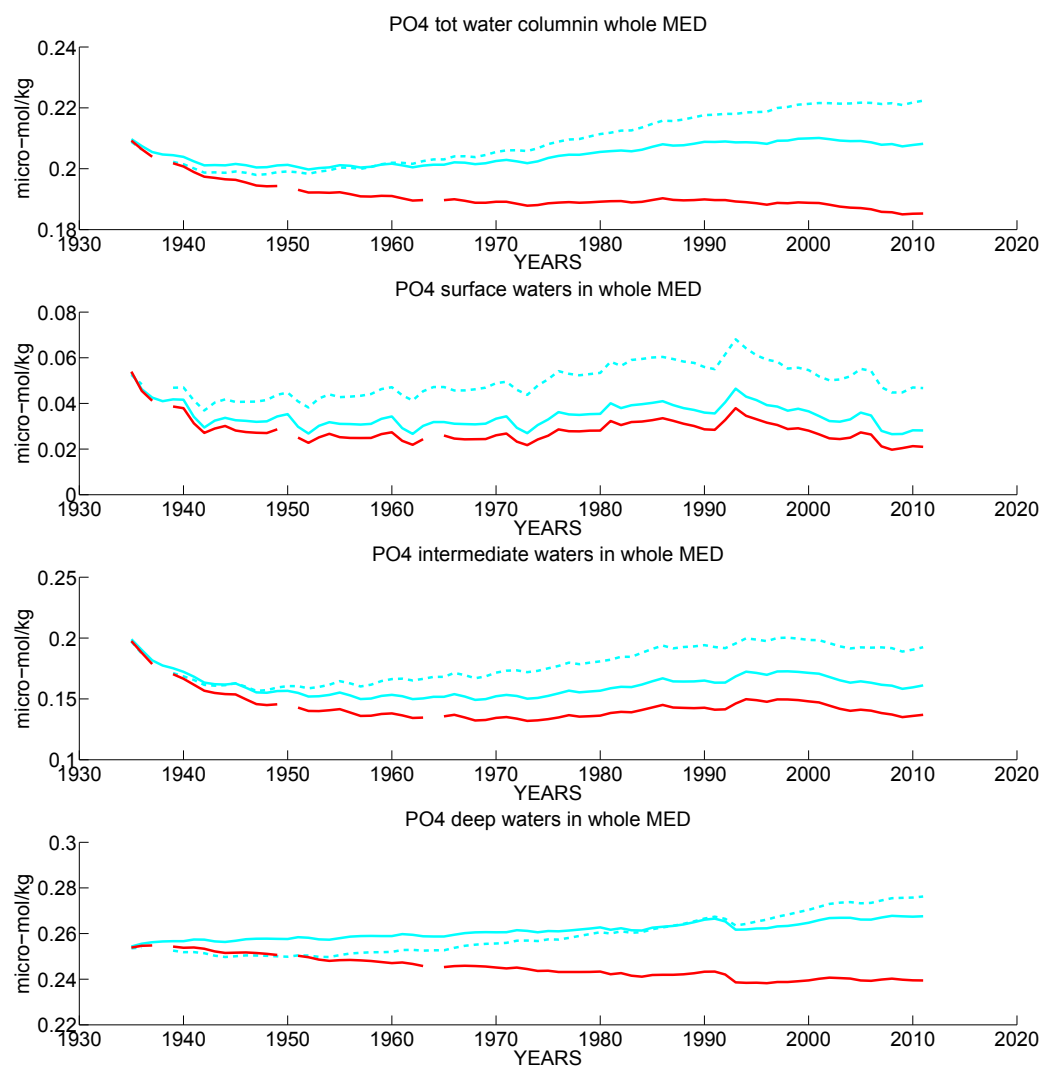 PO4 tot water columnin whole MED
0.24
0.22
0.2
0.18
micro−mol/kg
1930 1940 1950 1960 1970 1980 1990 2000 2010 2020
YEARS
PO4 surface waters in whole MED
0.08
0.06
0.04
0.02
0
micro−mol/kg
1930 1940 1950 1960 1970 1980 1990 2000 2010 2020
YEARS
PO4 intermediate waters in whole MED
0.25
0.2
0.15
0.1
micro−mol/kg
1930 1940 1950 1960 1970 1980 1990 2000 2010 2020
YEARS
PO4 deep waters in whole MED
0.3
0.28
0.26
0.24
0.22
micro−mol/kg
1930 1940 1950 1960 1970 1980 1990 2000 2010 2020
YEARS